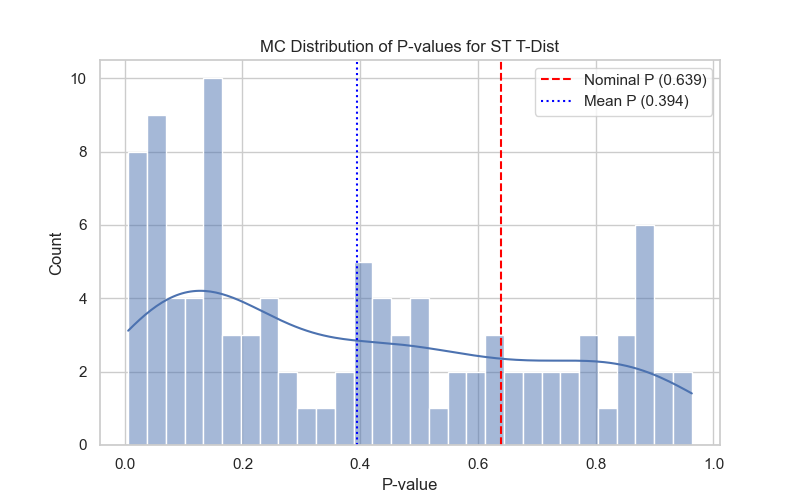 MC Distribution of P-values for ST T-Dist
Nominal P (0.639)
Mean P (0.394)
10
8
6
4
2
0
Count
0.0 0.2 0.4 0.6 0.8 1.0
P-value